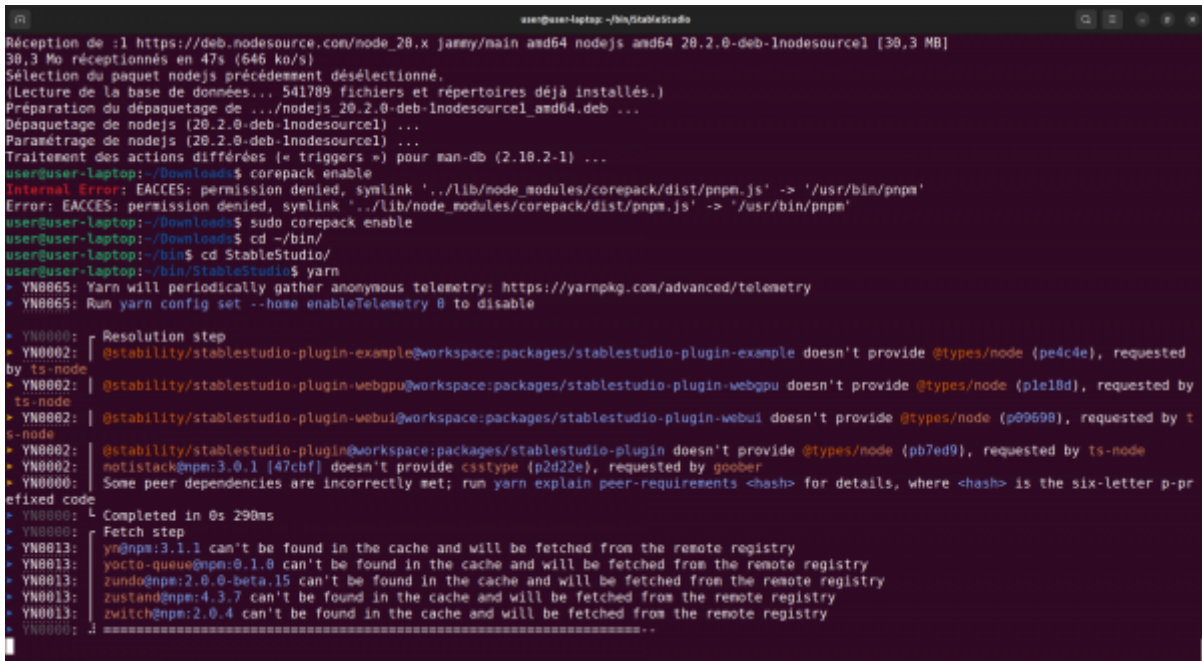 user@user-laptop: ~/bin/StableStudio
Réception de :1 https://deb.nodesource.com/node_20.x jammy/main amd64 nodejs amd64 20.2.0-deb-1nodesource1 [30,3 MB]
30,3 Mo réceptionnés en 47s (646 ko/s)
Sélection du paquet nodejs précédemment désélectionné.
(Lecture de la base de données... 541789 fichiers et répertoires déjà installés.)
Préparation du dépaquetage de .../nodejs_20.2.0-deb-1nodesource1_amd64.deb ...
Dépaquetage de nodejs (20.2.0-deb-1nodesource1) ...
Paramétrage de nodejs (20.2.0-deb-1nodesource1) ...
Traitement des actions différées (« triggers ») pour man-db (2.10.2-1) ...
user@user-laptop:~/Downloads$ corepack enable
Internal Error: EACCES: permission denied, symlink '../lib/node_modules/corepack/dist/pnpm.js' -> '/usr/bin/pnpm'
Error: EACCES: permission denied, symlink '../lib/node_modules/corepack/dist/pnpm.js' -> '/usr/bin/pnpm'
user@user-laptop:~/Downloads$ sudo corepack enable
user@user-laptop:~/Downloads$ cd ~/bin/
user@user-laptop:~/bin$ cd StableStudio/
user@user-laptop:~/bin/StableStudio$ yarn
➤ YN0065: Yarn will periodically gather anonymous telemetry: https://yarnpkg.com/advanced/telemetry
➤ YN0065: Run yarn config set --home enableTelemetry 0 to disable
➤ YN0000: ┌ Resolution step
➤ YN0002: │ @stability/stablestudio-plugin-example@workspace:packages/stablestudio-plugin-example doesn't provide @types/node (pe4c4e), requested
by ts-node
➤ YN0002: │ @stability/stablestudio-plugin-webgpu@workspace:packages/stablestudio-plugin-webgpu doesn't provide @types/node (p1e18d), requested by
ts-node
➤ YN0002: │ @stability/stablestudio-plugin-webui@workspace:packages/stablestudio-plugin-webui doesn't provide @types/node (p09690), requested by t
s-node
➤ YN0002: │ @stability/stablestudio-plugin@workspace:packages/stablestudio-plugin doesn't provide @types/node (pb7ed9), requested by ts-node
➤ YN0002: │ notistack@npm:3.0.1 [47cbf] doesn't provide csstype (p2d22e), requested by goober
➤ YN0000: │ Some peer dependencies are incorrectly met; run yarn explain peer-requirements <hash> for details, where <hash> is the six-letter p-pr
efixed code
➤ YN0000: └ Completed in 0s 290ms
➤ YN0000: ┌ Fetch step
➤ YN0013: │ yn@npm:3.1.1 can't be found in the cache and will be fetched from the remote registry
➤ YN0013: │ yocto-queue@npm:0.1.0 can't be found in the cache and will be fetched from the remote registry
➤ YN0013: │ zundo@npm:2.0.0-beta.15 can't be found in the cache and will be fetched from the remote registry
➤ YN0013: │ zustand@npm:4.3.7 can't be found in the cache and will be fetched from the remote registry
➤ YN0013: │ zwitch@npm:2.0.4 can't be found in the cache and will be fetched from the remote registry
➤ YN0000: ⠼ ==================================================================--